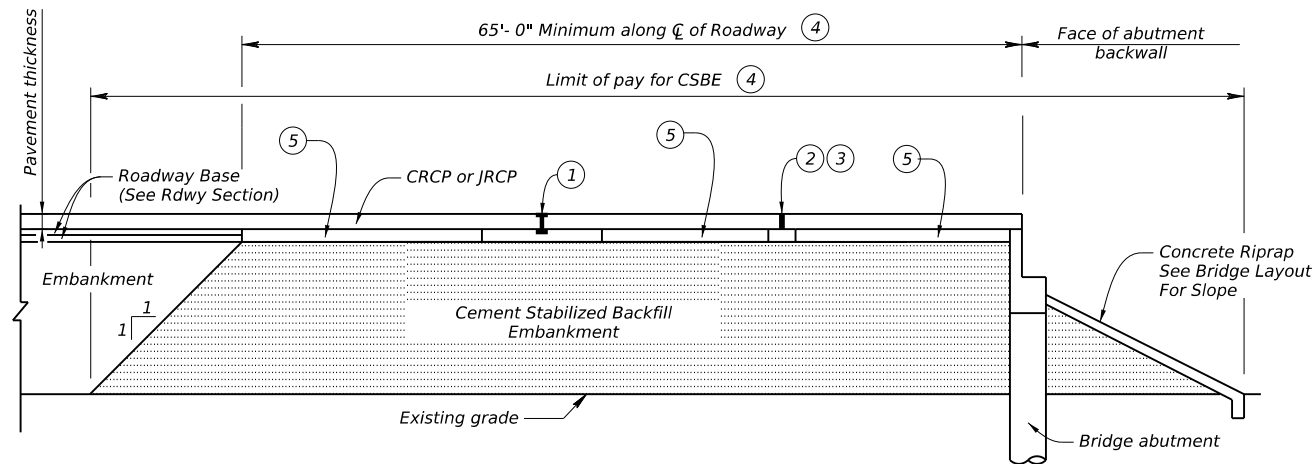 65'- 0" Minimum along ℄ of Roadway 4
Face of abutment
backwall
Limit of pay for CSBE 4
Pavement thickness
5
5
2 3
5
1
Roadway Base
(See Rdwy Section)
CRCP or JRCP
Embankment
1
1
Cement Stabilized Backfill
Embankment
Concrete Riprap
See Bridge Layout
For Slope
Existing grade
Bridge abutment